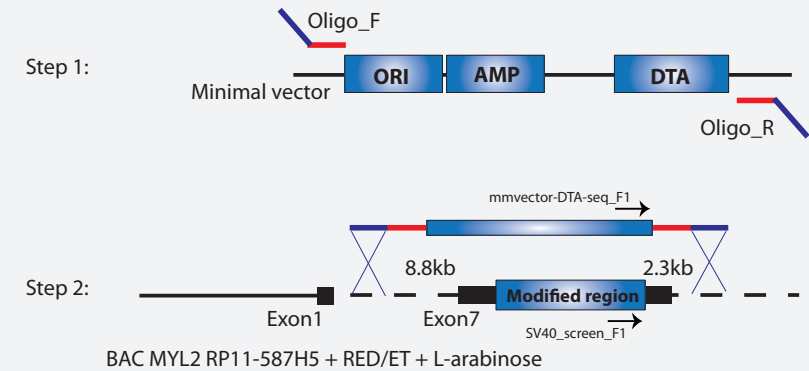 Oligo_F
Step 1:
ORI AMP DTA
Minimal vector
Oligo_R
mmvector-DTA-seq_F1
8.8kb 2.3kb
Step 2:
Modified region
Exon1 Exon7
SV40_screen_F1
BAC MYL2 RP11-587H5 + RED/ET + L-arabinose